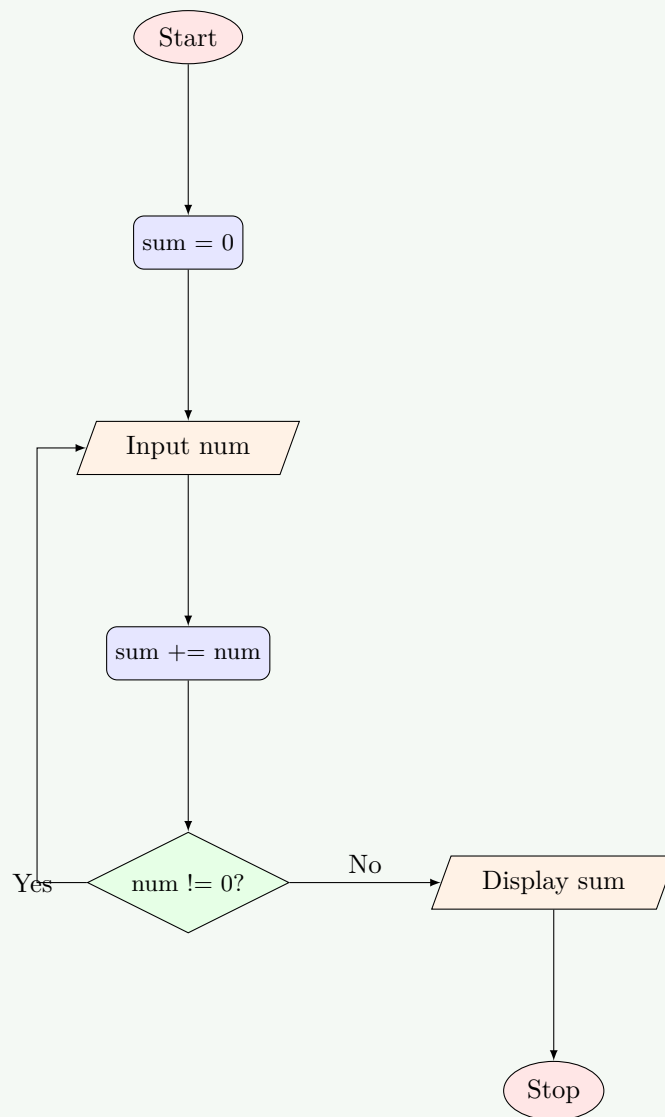 Start
sum = 0
Input num
sum += num
num != 0?
Yes
No
Display sum
Stop